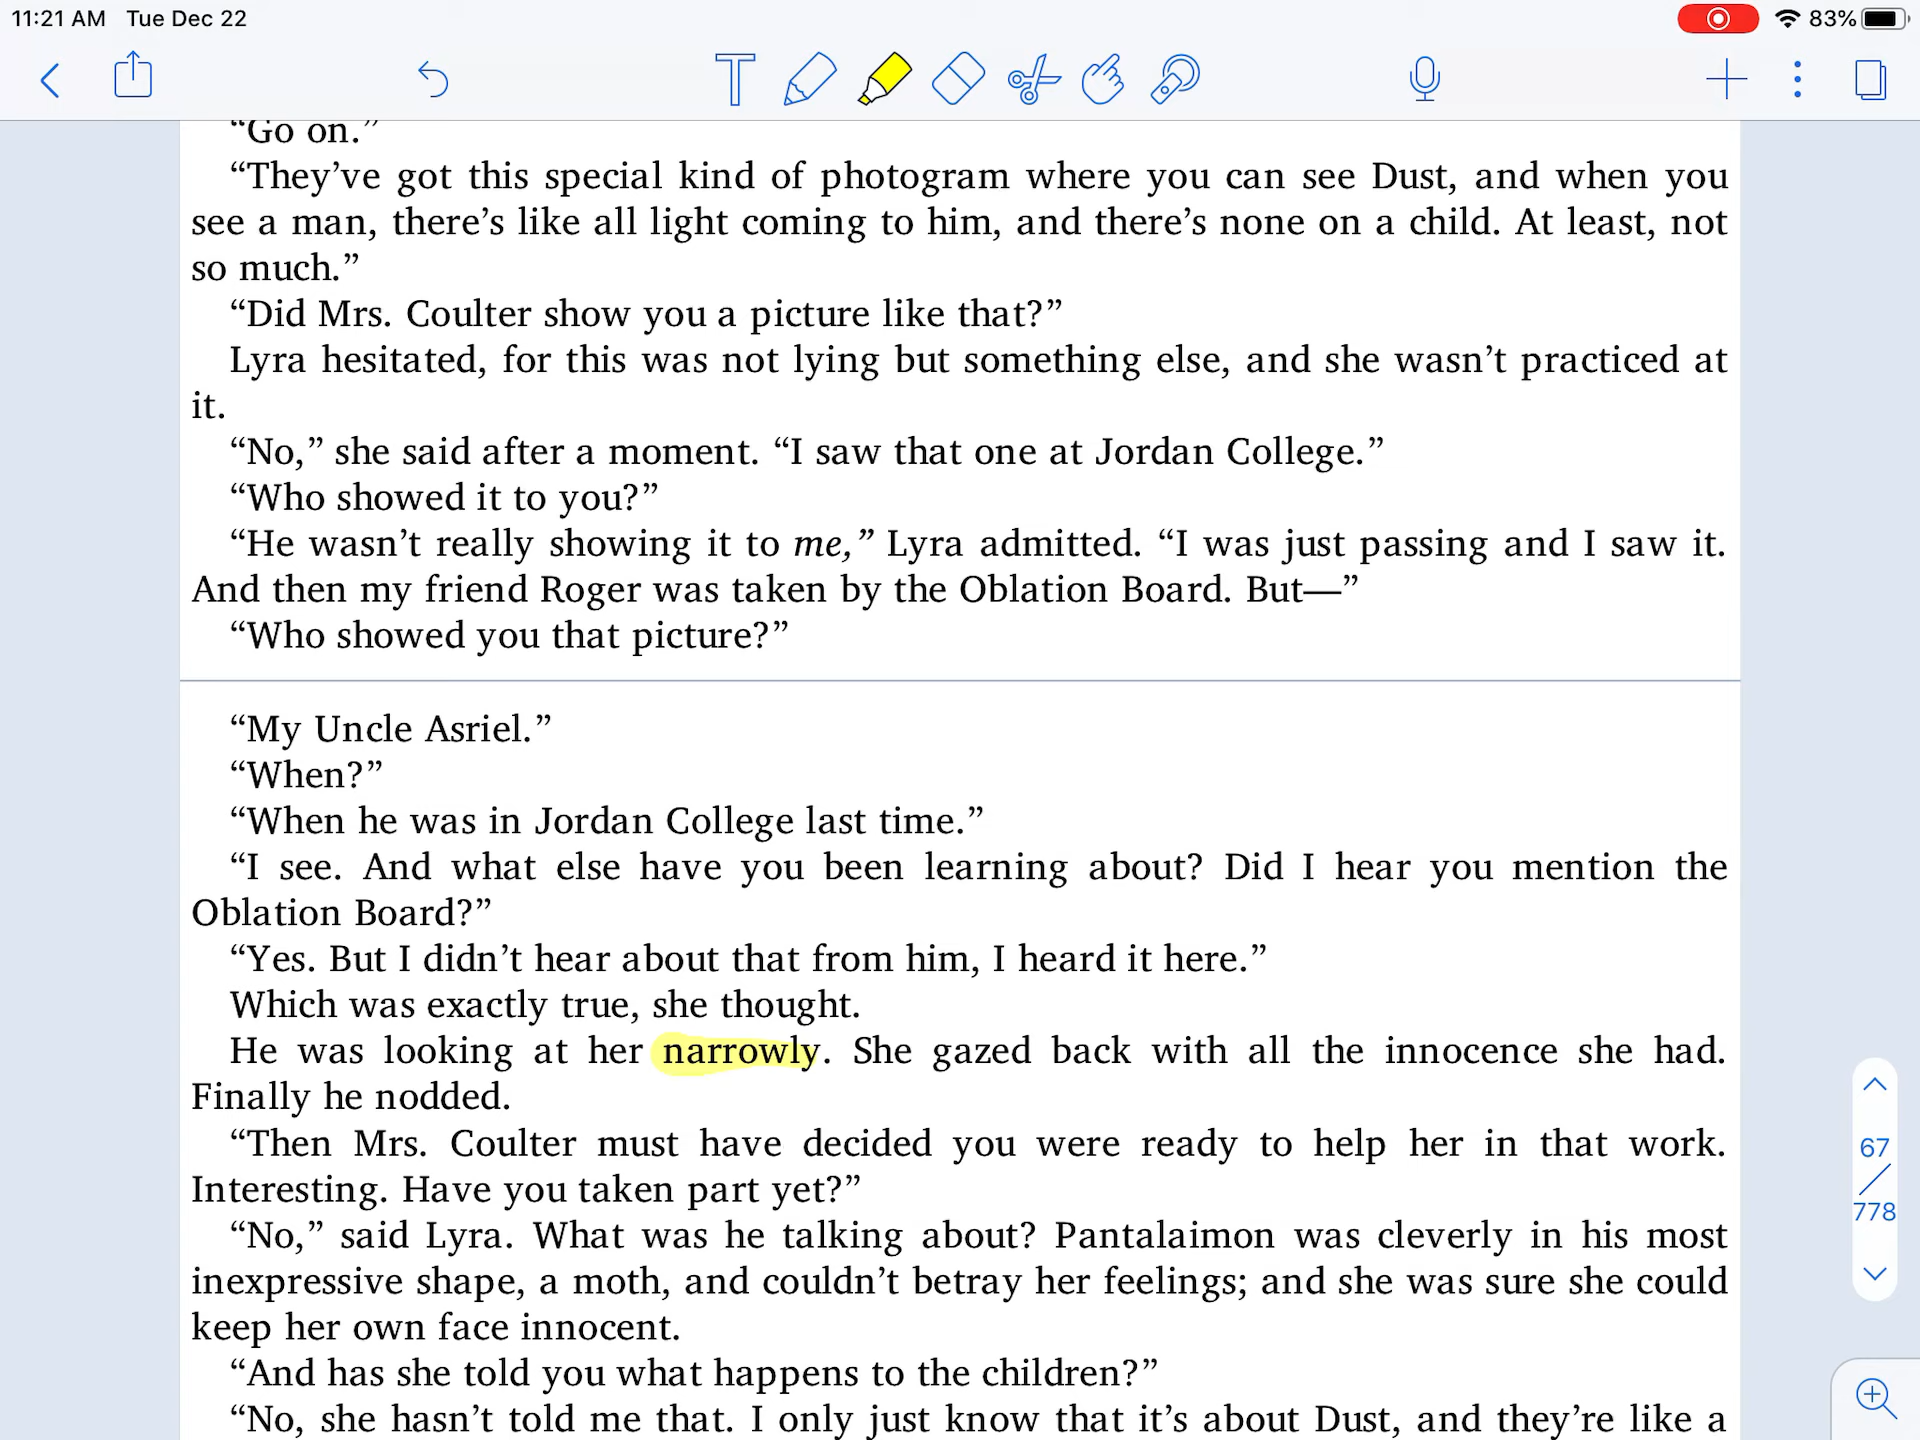 11:21 AM Tue Dec 22
83%
“Go on.”
“They’ve got this special kind of photogram where you can see Dust, and when you
see a man, there’s like all light coming to him, and there’s none on a child. At least, not
so much.”
“Did Mrs. Coulter show you a picture like that?”
Lyra hesitated, for this was not lying but something else, and she wasn’t practiced at
it.
“No,” she said after a moment. “I saw that one at Jordan College.”
“Who showed it to you?”
“He wasn’t really showing it to me,” Lyra admitted. “I was just passing and I saw it.
And then my friend Roger was taken by the Oblation Board. But—”
“Who showed you that picture?”
“My Uncle Asriel.”
“When?”
“When he was in Jordan College last time.”
“I see. And what else have you been learning about? Did I hear you mention the
Oblation Board?”
“Yes. But I didn’t hear about that from him, I heard it here.”
Which was exactly true, she thought.
He was looking at her narrowly. She gazed back with all the innocence she had.
Finally he nodded.
“Then Mrs. Coulter must have decided you were ready to help her in that work.
Interesting. Have you taken part yet?”
“No,” said Lyra. What was he talking about? Pantalaimon was cleverly in his most
inexpressive shape, a moth, and couldn’t betray her feelings; and she was sure she could
keep her own face innocent.
“And has she told you what happens to the children?”
“No, she hasn’t told me that. I only just know that it’s about Dust, and they’re like a
67
778